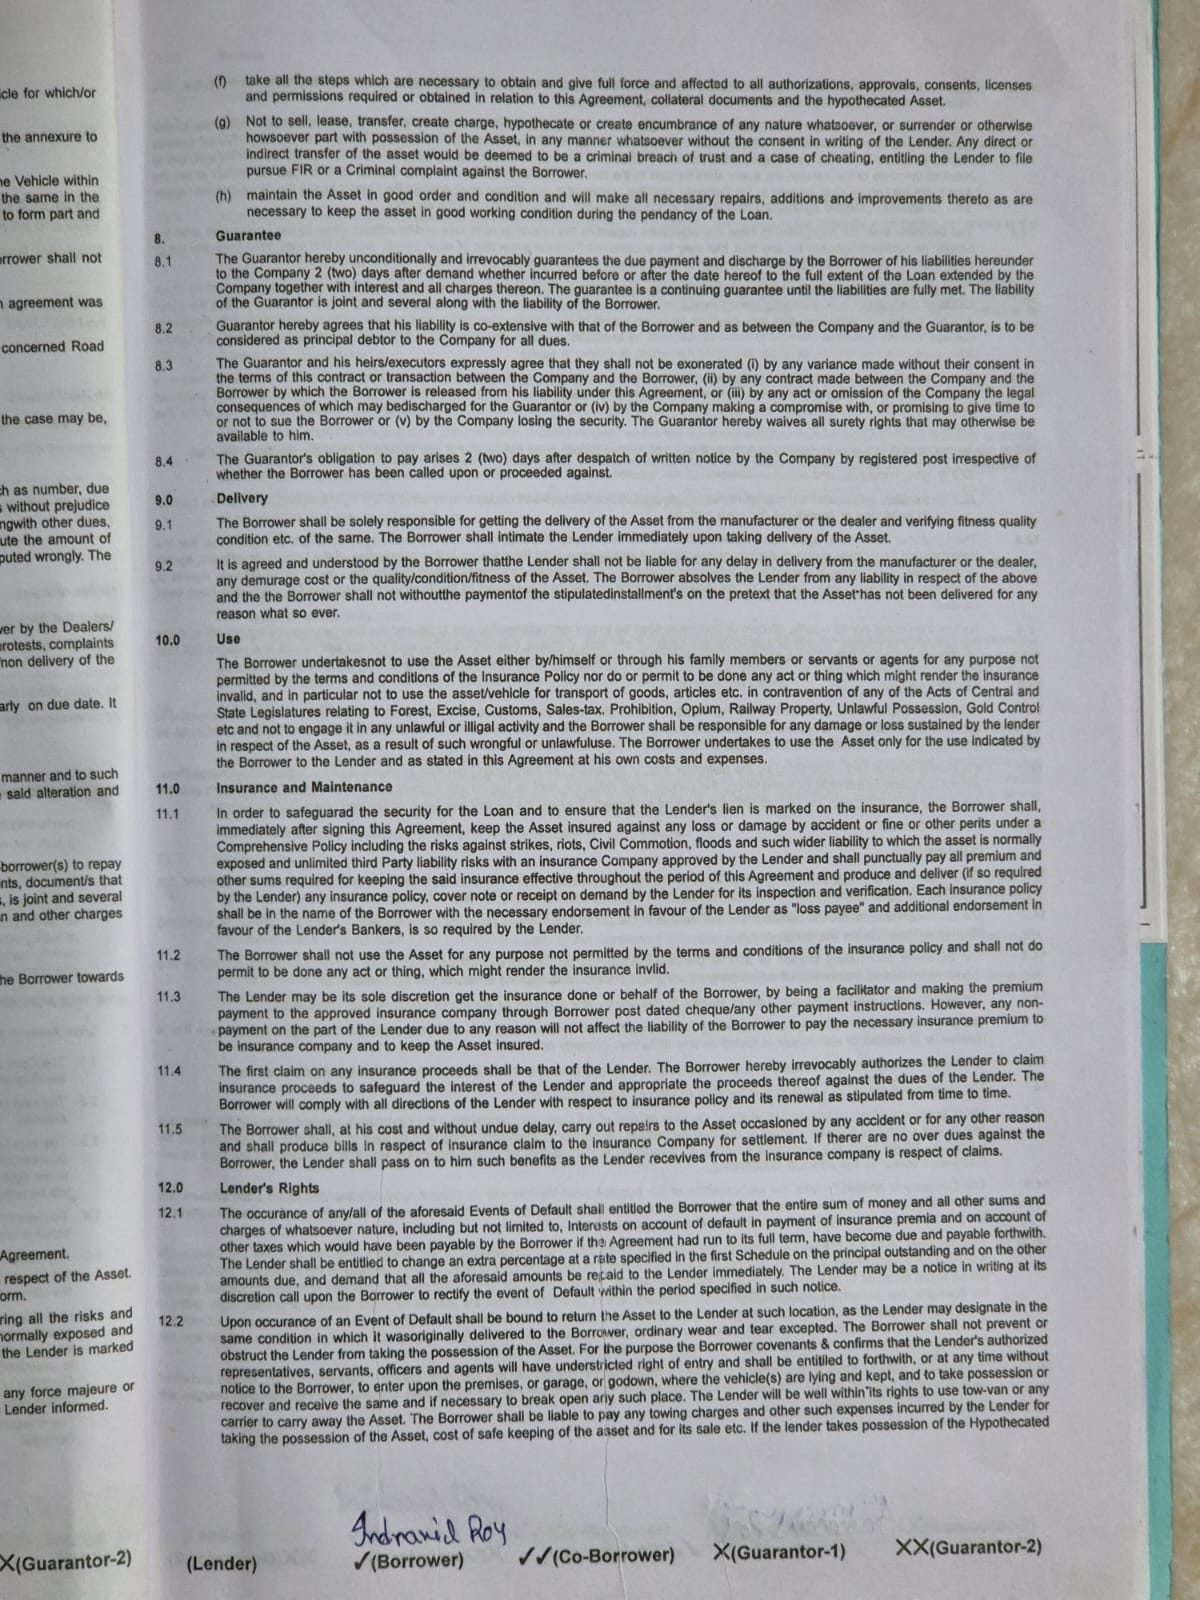 cle for which/or
the annexure to
Vehicle within
the same in the
to form part and
shall not
agreement was
concerned Road
the case may be,
as number, due
without prejudice
with other dues,
the amount of
wrongly. The
by the Dealers/
complaints
non delivery of the
on due date. It
manner and to such
said alteration and
borrower(s) to repay
document/s that
is joint and several
and other charges
Borrower towards
Agreement.
respect of the Asset.
all the risks and
exposed and
the Lender is marked
any force majeure or
Lender informed.
X(Guarantor-2)
(f) take all the steps which are necessary to obtain and give full force and affected to all authorizations, approvals, consents, licenses
and permissions required or obtained in relation to this Agreement, collateral documents and the hypothecated Asset.
(g) Not to sell, lease, transfer, create charge, hypothecate or create encumbrance of any nature whatsoever, or surrender or otherwise
howsoever part with possession of the Asset, in any manner whatsoever without the consent in writing of the Lender. Any direct or
indirect transfer of the asset would be deemed to be a criminal breach of trust and a case of cheating, entitling the Lender to file
pursue FIR or a Criminal complaint against the Borrower.
(h) maintain the Asset in good order and condition and will make all necessary repairs, additions and improvements thereto as are
necessary to keep the asset in good working condition during the pendancy of the Loan.
8. Guarantee
8.1 The Guarantor hereby unconditionally and irrevocably guarantees the due payment and discharge by the Borrower of his liabilities hereunder
to the Company 2 (two) days after demand whether incurred before or after the date hereof to the full extent of the Loan extended by the
Company together with interest and all charges thereon. The guarantee is a continuing guarantee until the liabilities are fully met. The liability
of the Guarantor is joint and several along with the liability of the Borrower.
8.2 Guarantor hereby agrees that his liability is co-extensive with that of the Borrower and as between the Company and the Guarantor, is to be
considered as principal debtor to the Company for all dues.
8.3 The Guarantor and his heirs/executors expressly agree that they shall not be exonerated (i) by any variance made without their consent in
the terms of this contract or transaction between the Company and the Borrower, (ii) by any contract made between the Company and the
Borrower by which the Borrower is released from his liability under this Agreement, or (iii) by any act or omission of the Company the legal
consequences of which may bedischarged for the Guarantor or (iv) by the Company making a compromise with, or promising to give time to
or not to sue the Borrower or (v) by the Company losing the security. The Guarantor hereby waives all surety rights that may otherwise be
available to him.
8.4 The Guarantor's obligation to pay arises 2 (two) days after despatch of written notice by the Company by registered post irrespective of
whether the Borrower has been called upon or proceeded against.
9.0 Delivery
9.1 The Borrower shall be solely responsible for getting the delivery of the Asset from the manufacturer or the dealer and verifying fitness quality
condition etc. of the same. The Borrower shall intimate the Lender immediately upon taking delivery of the Asset.
9.2 It is agreed and understood by the Borrower thatthe Lender shall not be liable for any delay in delivery from the manufacturer or the dealer,
any demurage cost or the quality/condition/fitness of the Asset. The Borrower absolves the Lender from any liability in respect of the above
and the the Borrower shall not withoutthe paymentof the stipulatedinstallment's on the pretext that the Asset has not been delivered for any
reason what so ever.
10.0 Use
The Borrower undertakesnot to use the Asset either by/himself or through his family members or servants or agents for any purpose not
permitted by the terms and conditions of the Insurance Policy nor do or permit to be done any act or thing which might render the insurance
invalid, and in particular not to use the asset/vehicle for transport of goods, articles etc. in contravention of any of the Acts of Central and
State Legislatures relating to Forest, Excise, Customs, Sales-tax. Prohibition, Opium, Railway Property, Unlawful Possession, Gold Control
etc and not to engage it in any unlawful or illigal activity and the Borrower shall be responsible for any damage or loss sustained by the lender
in respect of the Asset, as a result of such wrongful or unlawfuluse. The Borrower undertakes to use the Asset only for the use indicated by
the Borrower to the Lender and as stated in this Agreement at his own costs and expenses.
11.0 Insurance and Maintenance
11.1 In order to safeguarad the security for the Loan and to ensure that the Lender's lien is marked on the insurance, the Borrower shall,
immediately after signing this Agreement, keep the Asset insured against any loss or damage by accident or fine or other perits under a
Comprehensive Policy including the risks against strikes, riots, Civil Commotion, floods and such wider liability to which the asset is normally
exposed and unlimited third Party liability risks with an insurance Company approved by the Lender and shall punctually pay all premium and
other sums required for keeping the said insurance effective throughout the period of this Agreement and produce and deliver (if so required
by the Lender) any insurance policy, cover note or receipt on demand by the Lender for its inspection and verification. Each insurance policy
shall be in the name of the Borrower with the necessary endorsement in favour of the Lender as "loss payee" and additional endorsement in
favour of the Lender's Bankers, is so required by the Lender.
11.2 The Borrower shall not use the Asset for any purpose not permitted by the terms and conditions of the insurance policy and shall not do
permit to be done any act or thing, which might render the insurance invlid.
11.3 The Lender may be its sole discretion get the insurance done or behalf of the Borrower, by being a facilitator and making the premium
payment to the approved insurance company through Borrower post dated cheque/any other payment instructions. However, any non-
payment on the part of the Lender due to any reason will not affect the liability of the Borrower to pay the necessary insurance premium to
be insurance company and to keep the Asset insured.
11.4 The first claim on any insurance proceeds shall be that of the Lender. The Borrower hereby irrevocably authorizes the Lender to claim
insurance proceeds to safeguard the interest of the Lender and appropriate the proceeds thereof against the dues of the Lender. The
Borrower will comply with all directions of the Lender with respect to insurance policy and its renewal as stipulated from time to time.
11.5 The Borrower shall, at his cost and without undue delay, carry out repairs to the Asset occasioned by any accident or for any other reason
and shall produce bills in respect of insurance claim to the insurance Company for settlement. If therer are no over dues against the
Borrower, the Lender shall pass on to him such benefits as the Lender recevives from the insurance company is respect of claims.
12.0 Lender's Rights
12.1 The occurance of any/all of the aforesaid Events of Default shall entitled the Borrower that the entire sum of money and all other sums and
charges of whatsoever nature, including but not limited to, Interests on account of default in payment of insurance premia and on account of
other taxes which would have been payable by the Borrower if the Agreement had run to its full term, have become due and payable forthwith.
The Lender shall be entitlied to change an extra percentage at a rate specified in the first Schedule on the principal outstanding and on the other
amounts due, and demand that all the aforesaid amounts be repaid to the Lender immediately. The Lender may be a notice in writing at its
discretion call upon the Borrower to rectify the event of Default within the period specified in such notice.
12.2 Upon occurance of an Event of Default shall be bound to return the Asset to the Lender at such location, as the Lender may designate in the
same condition in which it wasoriginally delivered to the Borrower, ordinary wear and tear excepted. The Borrower shall not prevent or
obstruct the Lender from taking the possession of the Asset. For the purpose the Borrower covenants & confirms that the Lender's authorized
representatives, servants, officers and agents will have understricted right of entry and shall be entitiled to forthwith, or at any time without
notice to the Borrower, to enter upon the premises, or garage, or godown, where the vehicle(s) are lying and kept, and to take possession or
recover and receive the same and if necessary to break open any such place. The Lender will be well within its rights to use tow-van or any
carrier to carry away the Asset. The Borrower shall be liable to pay any towing charges and other such expenses incurred by the Lender for
taking the possession of the Asset, cost of safe keeping of the asset and for its sale etc. If the lender takes possession of the Hypothecated
Indranil Roy
(Lender) ✓(Borrower) ✓✓(Co-Borrower) X(Guarantor-1) XX(Guarantor-2)